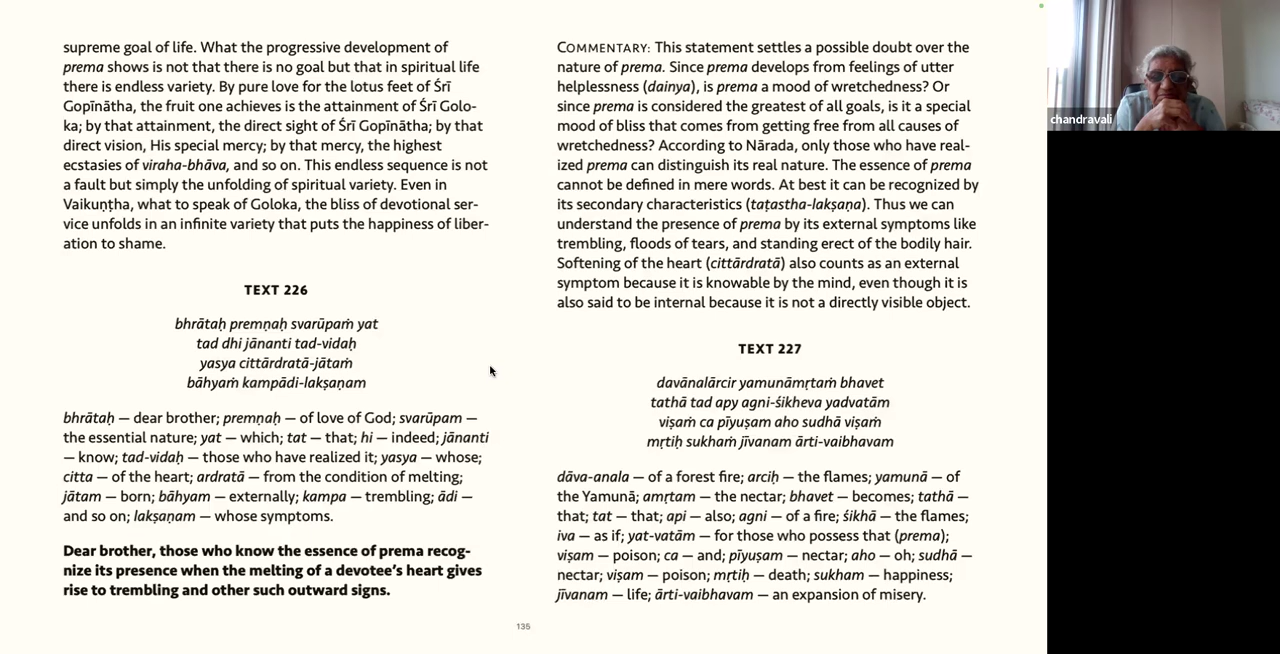 supreme goal of life. What the progressive development of
prema shows is not that there is no goal but that in spiritual life
there is endless variety. By pure love for the lotus feet of Śrī
Gopīnātha, the fruit one achieves is the attainment of Śrī Golo-
ka; by that attainment, the direct sight of Śrī Gopīnātha; by that
direct vision, His special mercy; by that mercy, the highest
ecstasies of viraha-bhāva, and so on. This endless sequence is not
a fault but simply the unfolding of spiritual variety. Even in
Vaikuṇṭha, what to speak of Goloka, the bliss of devotional ser-
vice unfolds in an infinite variety that puts the happiness of liber-
ation to shame.
TEXT 226
bhrātaḥ premṇaḥ svarūpaṁ yat
tad dhi jānanti tad-vidaḥ
yasya cittārdratā-jātaṁ
bāhyaṁ kampādi-lakṣaṇam
bhrātaḥ — dear brother; premṇaḥ — of love of God; svarūpam —
the essential nature; yat — which; tat — that; hi — indeed; jānanti
— know; tad-vidaḥ — those who have realized it; yasya — whose;
citta — of the heart; ardratā — from the condition of melting;
jātam — born; bāhyam — externally; kampa — trembling; ādi —
and so on; lakṣaṇam — whose symptoms.
Dear brother, those who know the essence of prema recog-
nize its presence when the melting of a devotee’s heart gives
rise to trembling and other such outward signs.
COMMENTARY: This statement settles a possible doubt over the
nature of prema. Since prema develops from feelings of utter
helplessness (dainya), is prema a mood of wretchedness? Or
since prema is considered the greatest of all goals, is it a special
mood of bliss that comes from getting free from all causes of
wretchedness? According to Nārada, only those who have real-
ized prema can distinguish its real nature. The essence of prema
cannot be defined in mere words. At best it can be recognized by
its secondary characteristics (taṭastha-lakṣaṇa). Thus we can
understand the presence of prema by its external symptoms like
trembling, floods of tears, and standing erect of the bodily hair.
Softening of the heart (cittārdratā) also counts as an external
symptom because it is knowable by the mind, even though it is
also said to be internal because it is not a directly visible object.
TEXT 227
davānalārcir yamunāmṛtaṁ bhavet
tathā tad apy agni-śikheva yadvatām
viṣaṁ ca pīyuṣam aho sudhā viṣaṁ
mṛtiḥ sukhaṁ jīvanam ārti-vaibhavam
dāva-anala — of a forest fire; arciḥ — the flames; yamunā — of
the Yamunā; amṛtam — the nectar; bhavet — becomes; tathā —
that; tat — that; api — also; agni — of a fire; śikhā — the flames;
iva — as if; yat-vatām — for those who possess that (prema);
viṣam — poison; ca — and; pīyuṣam — nectar; aho — oh; sudhā —
nectar; viṣam — poison; mṛtiḥ — death; sukham — happiness;
jīvanam — life; ārti-vaibhavam — an expansion of misery.
135
chandravali